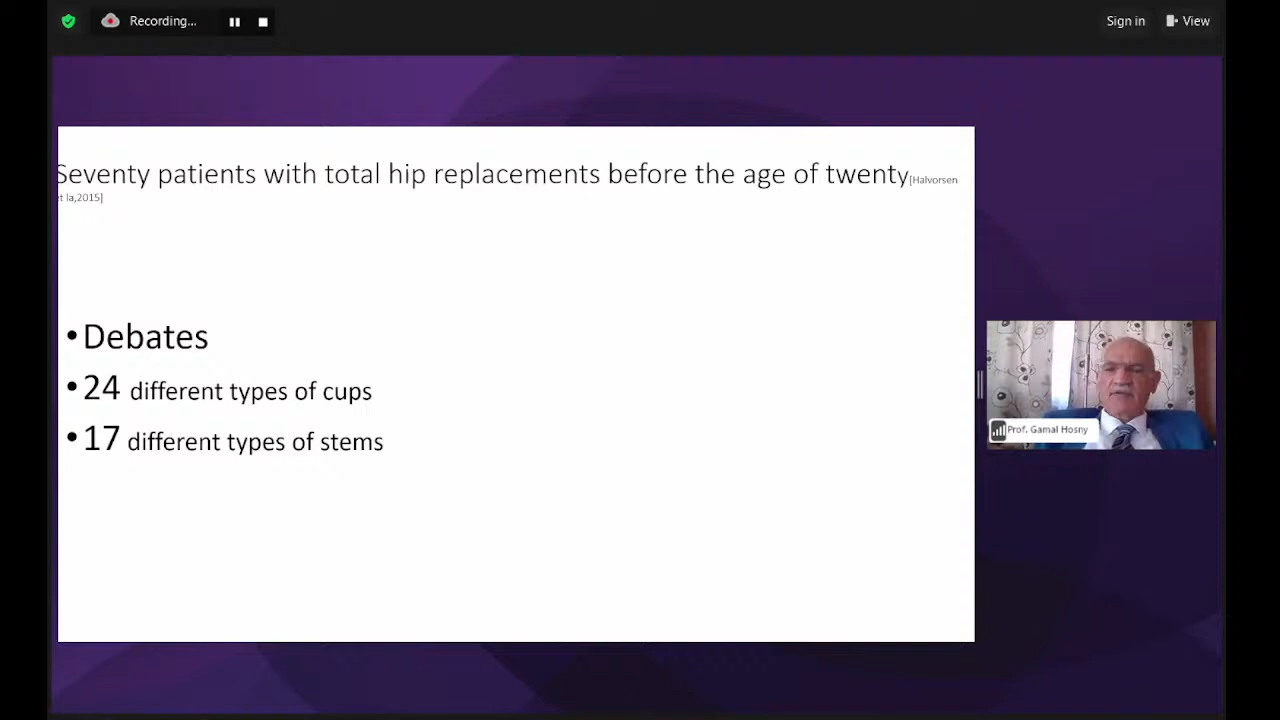 Recording...
Sign in
View
Seventy patients with total hip replacements before the age of twenty[Halvorsen
et la,2015]
•Debates
•24 different types of cups
•17 different types of stems
Prof. Gamal Hosny